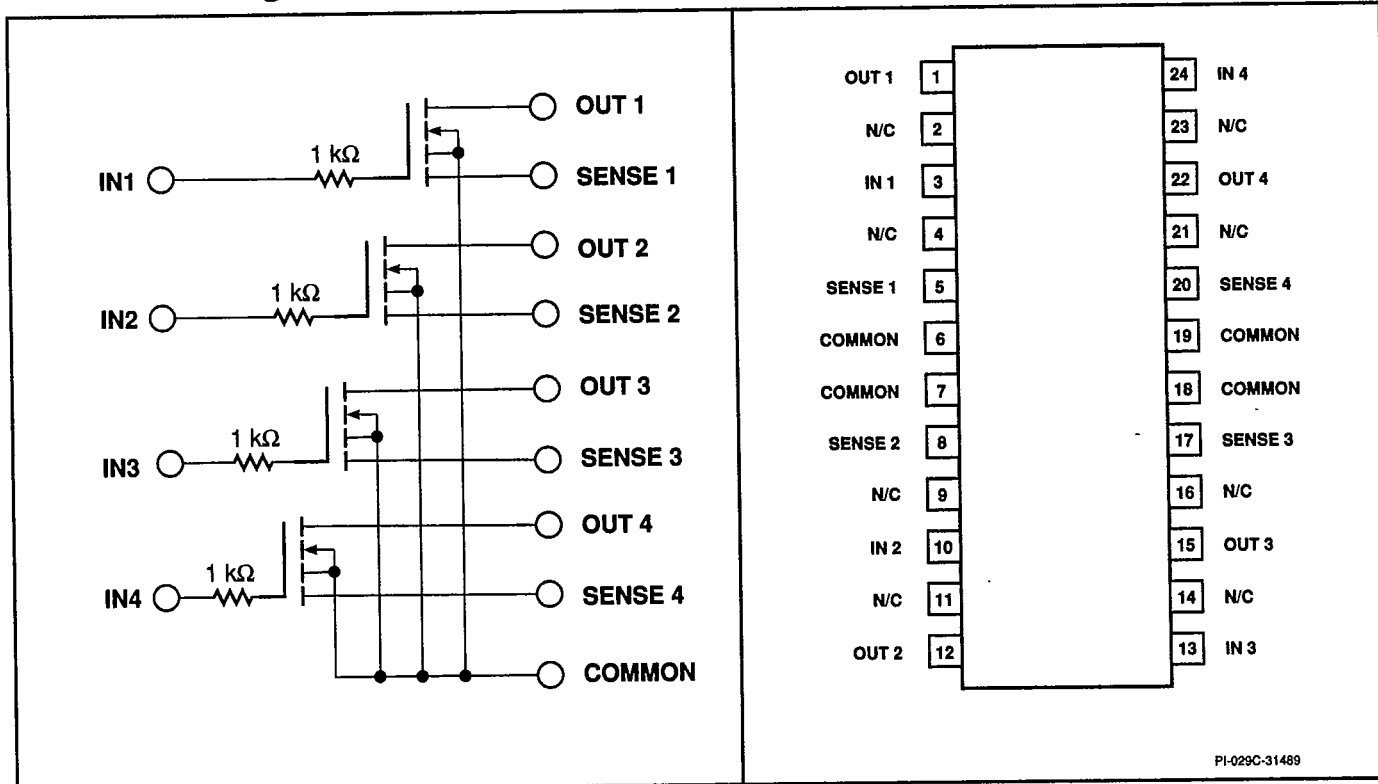 OUT 1
1 kΩ
IN1
SENSE 1
OUT 2
1 kΩ
IN2
SENSE 2
OUT 3
1 kΩ
IN3
SENSE 3
OUT 4
1 kΩ
IN4
SENSE 4
COMMON
OUT 1 1 24 IN 4
N/C 2 23 N/C
IN 1 3 22 OUT 4
N/C 4 21 N/C
SENSE 1 5 20 SENSE 4
COMMON 6 19 COMMON
COMMON 7 18 COMMON
SENSE 2 8 17 SENSE 3
N/C 9 16 N/C
IN 2 10 15 OUT 3
N/C 11 14 N/C
OUT 2 12 13 IN 3
PI-029C-31489